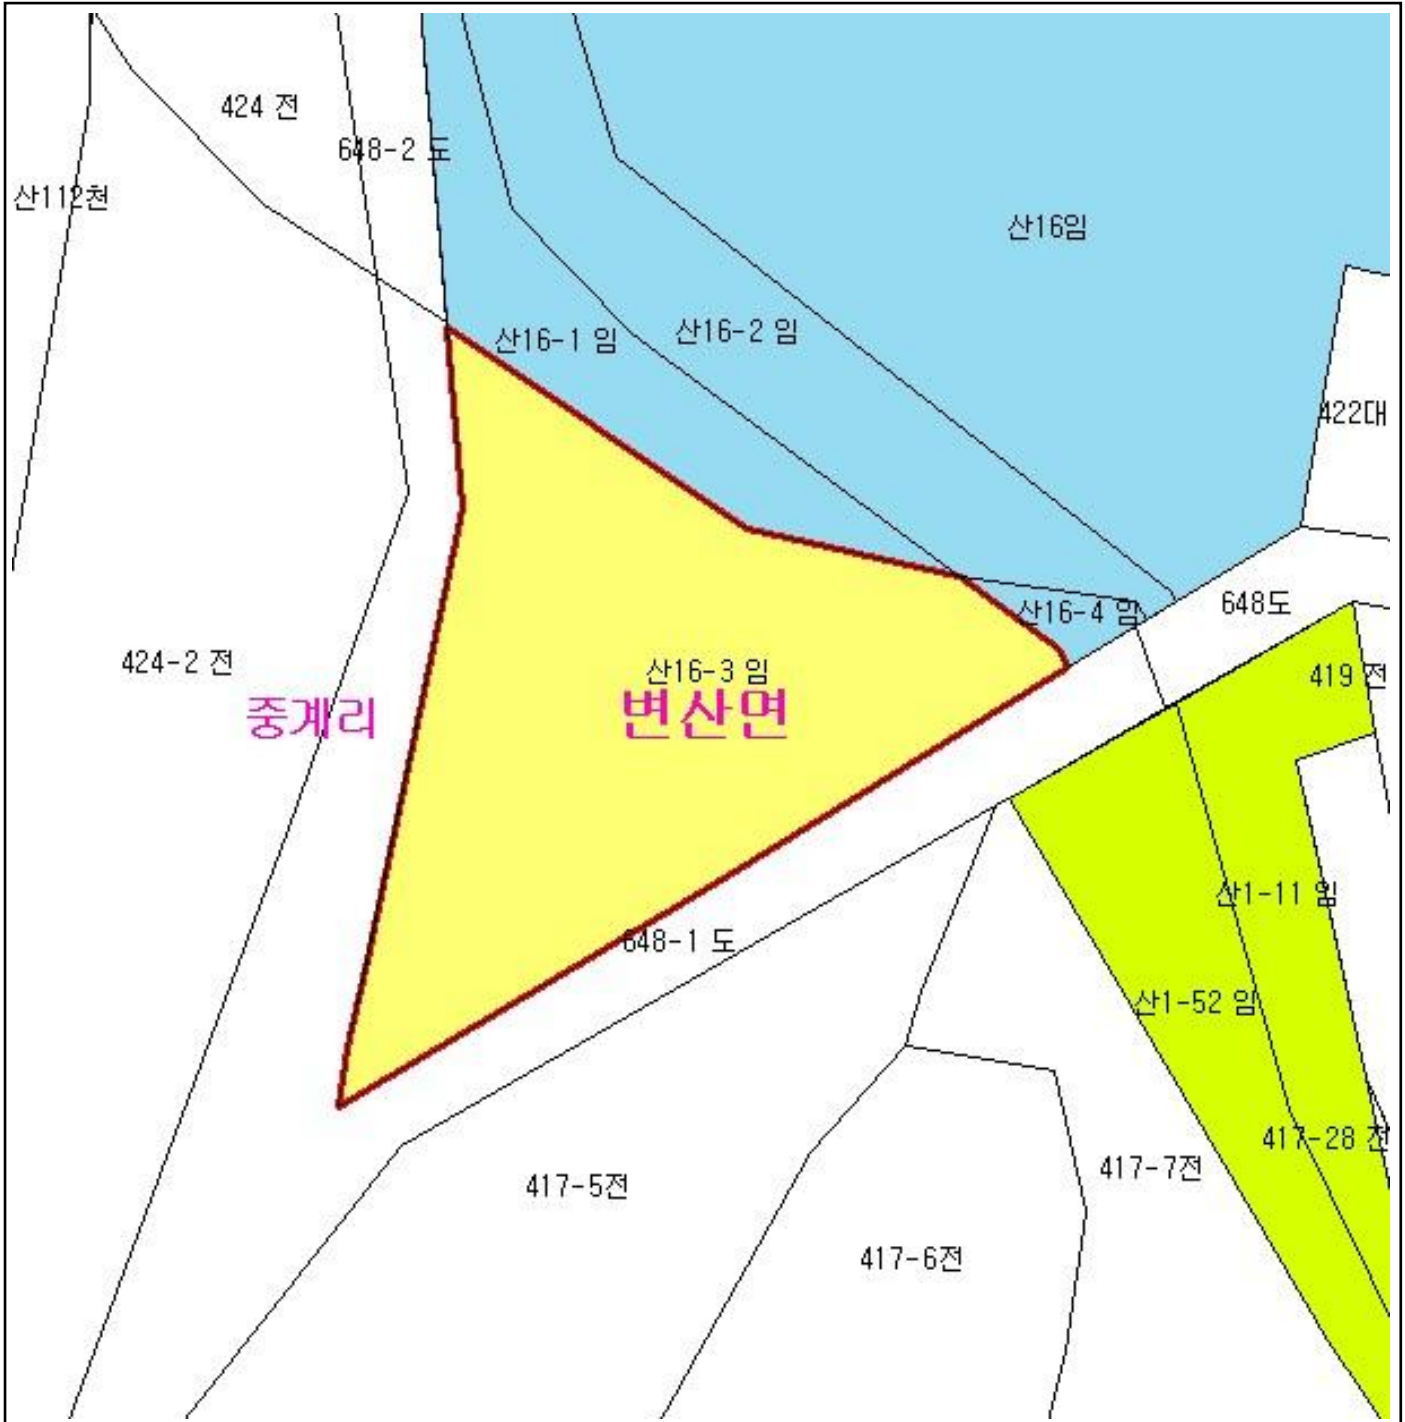 424 전
648-2 도
산112천
산16임
산16-1 임
산16-2 임
422대
산16-4 임
648도
424-2 전
산16-3 임
419 전
중계리
변산면
산1-11 임
648-1 도
산1-52 임
417-28 전
417-5전
417-7전
417-6전